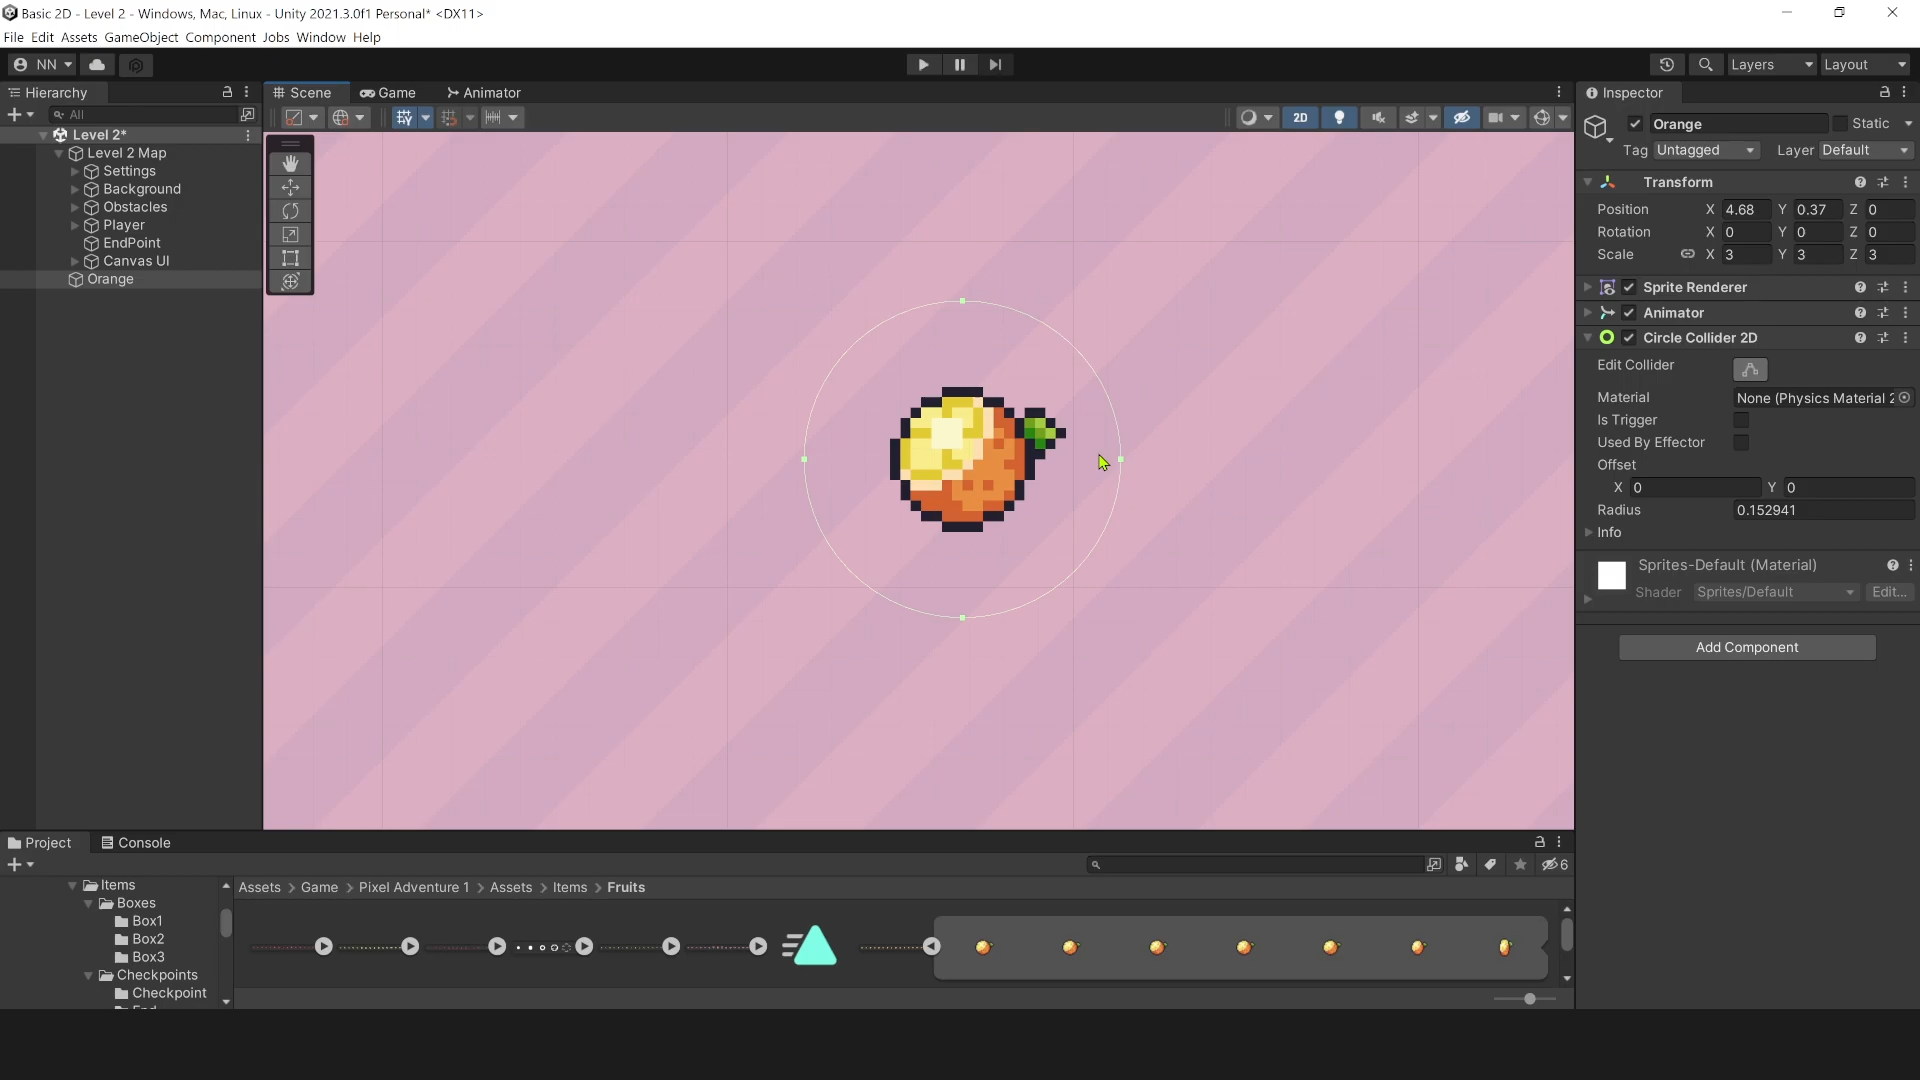 Basic 2D - Level 2 - Windows, Mac, Linux - Unity 2021.3.0f1 Personal* <DX11>
File Edit Assets GameObject Component Jobs Window Help
NN
Layers
Layout
Hierarchy
Scene
Game
Animator
Inspector
All
2D
Level 2*
Level 2 Map
Settings
Background
Obstacles
Player
EndPoint
Canvas UI
Orange
Orange
Static
Tag Untagged Layer Default
Transform
Position X 4.68 Y 0.37 Z 0
Rotation X 0 Y 0 Z 0
Scale X 3 Y 3 Z 3
Sprite Renderer
Animator
Circle Collider 2D
Edit Collider
Material None (Physics Material 2
Is Trigger
Used By Effector
Offset
X 0 Y 0
Radius 0.152941
Info
Sprites-Default (Material)
Shader Sprites/Default Edit...
Add Component
Project
Console
6
Items
Boxes
Box1
Box2
Box3
Checkpoints
Checkpoint
Assets > Game > Pixel Adventure 1 > Assets > Items > Fruits